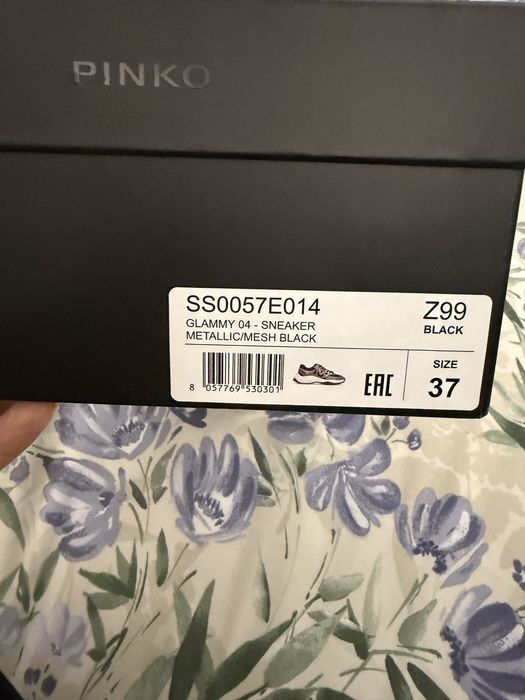 PINKO
SS0057E014
Z99
GLAMMY 04 - SNEAKER
BLACK
METALLIC/MESH BLACK
8 057769 530301
EAC
SIZE
37